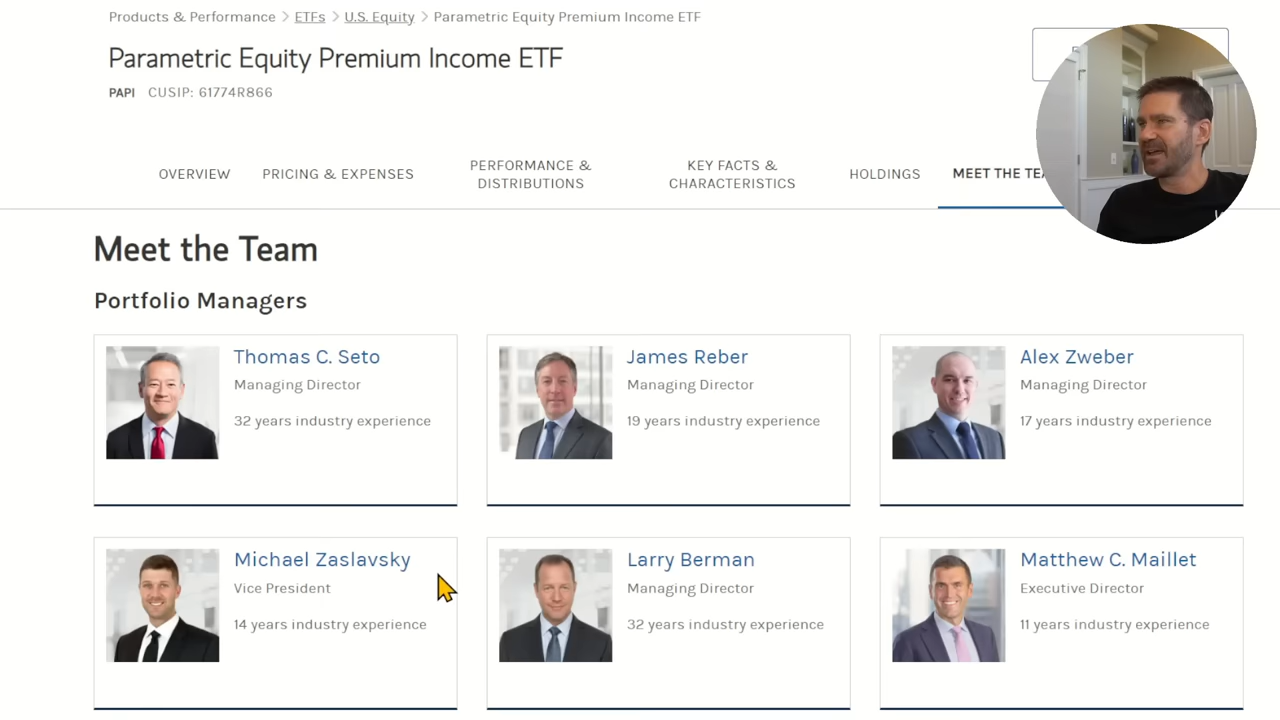 Products & Performance > ETFs > U.S. Equity > Parametric Equity Premium Income ETF
Parametric Equity Premium Income ETF
PAPI CUSIP: 61774R866
OVERVIEW
PRICING & EXPENSES
PERFORMANCE &
DISTRIBUTIONS
KEY FACTS &
CHARACTERISTICS
HOLDINGS
MEET THE
Meet the Team
Portfolio Managers
Thomas C. Seto
Managing Director
32 years industry experience
James Reber
Managing Director
19 years industry experience
Alex Zweber
Managing Director
17 years industry experience
Michael Zaslavsky
Vice President
14 years industry experience
Larry Berman
Managing Director
32 years industry experience
Matthew C. Maillet
Executive Director
11 years industry experience